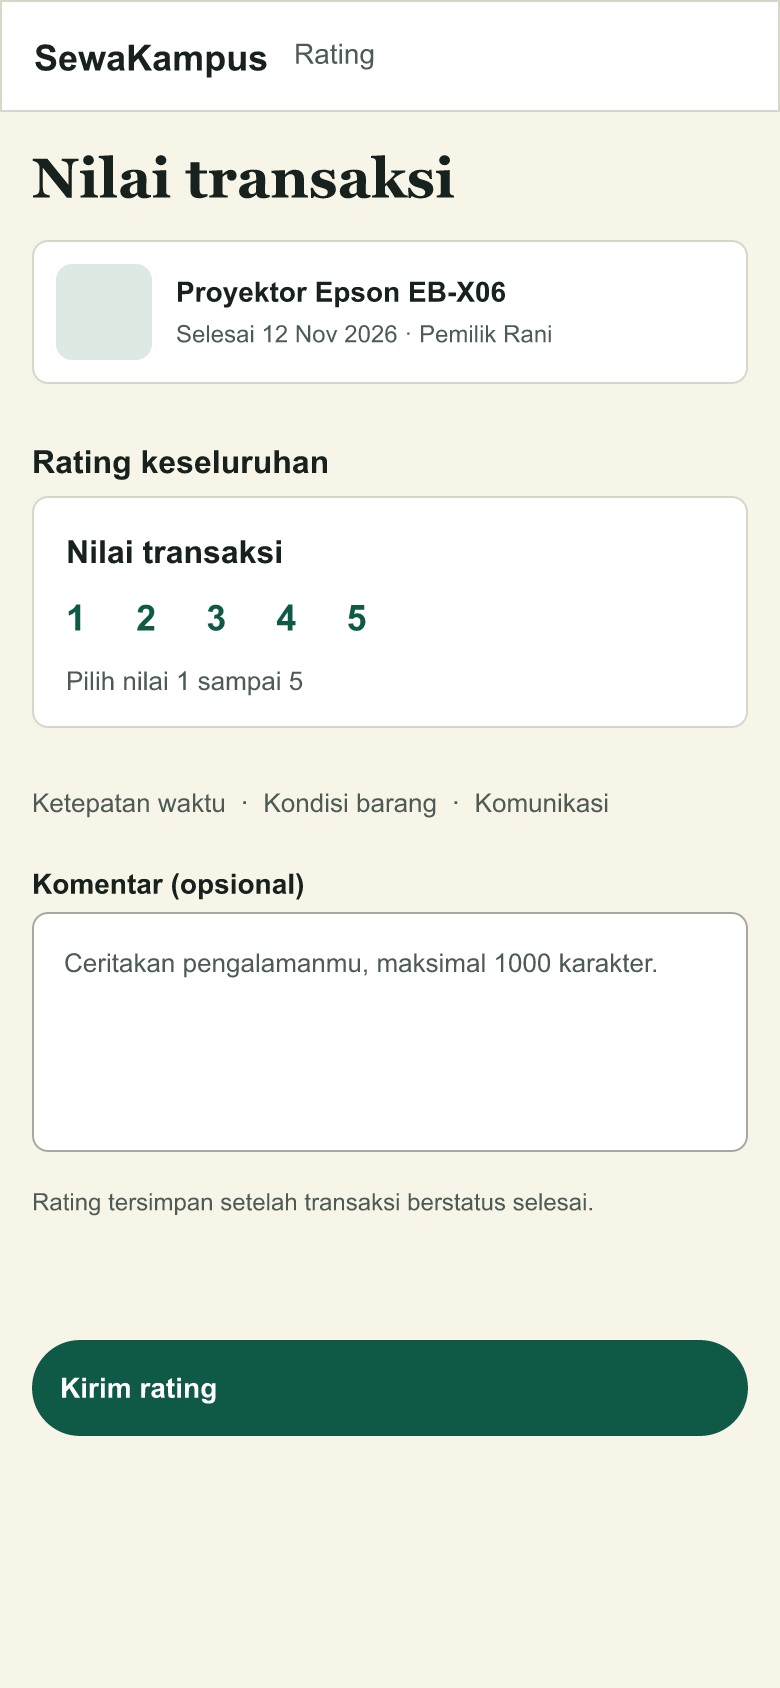 SewaKampus Rating
Nilai transaksi
Proyektor Epson EB-X06
Selesai 12 Nov 2026 · Pemilik Rani
Rating keseluruhan
Nilai transaksi
1 2 3 4 5
Pilih nilai 1 sampai 5
Ketepatan waktu · Kondisi barang · Komunikasi
Komentar (opsional)
Ceritakan pengalamanmu, maksimal 1000 karakter.
Rating tersimpan setelah transaksi berstatus selesai.
Kirim rating